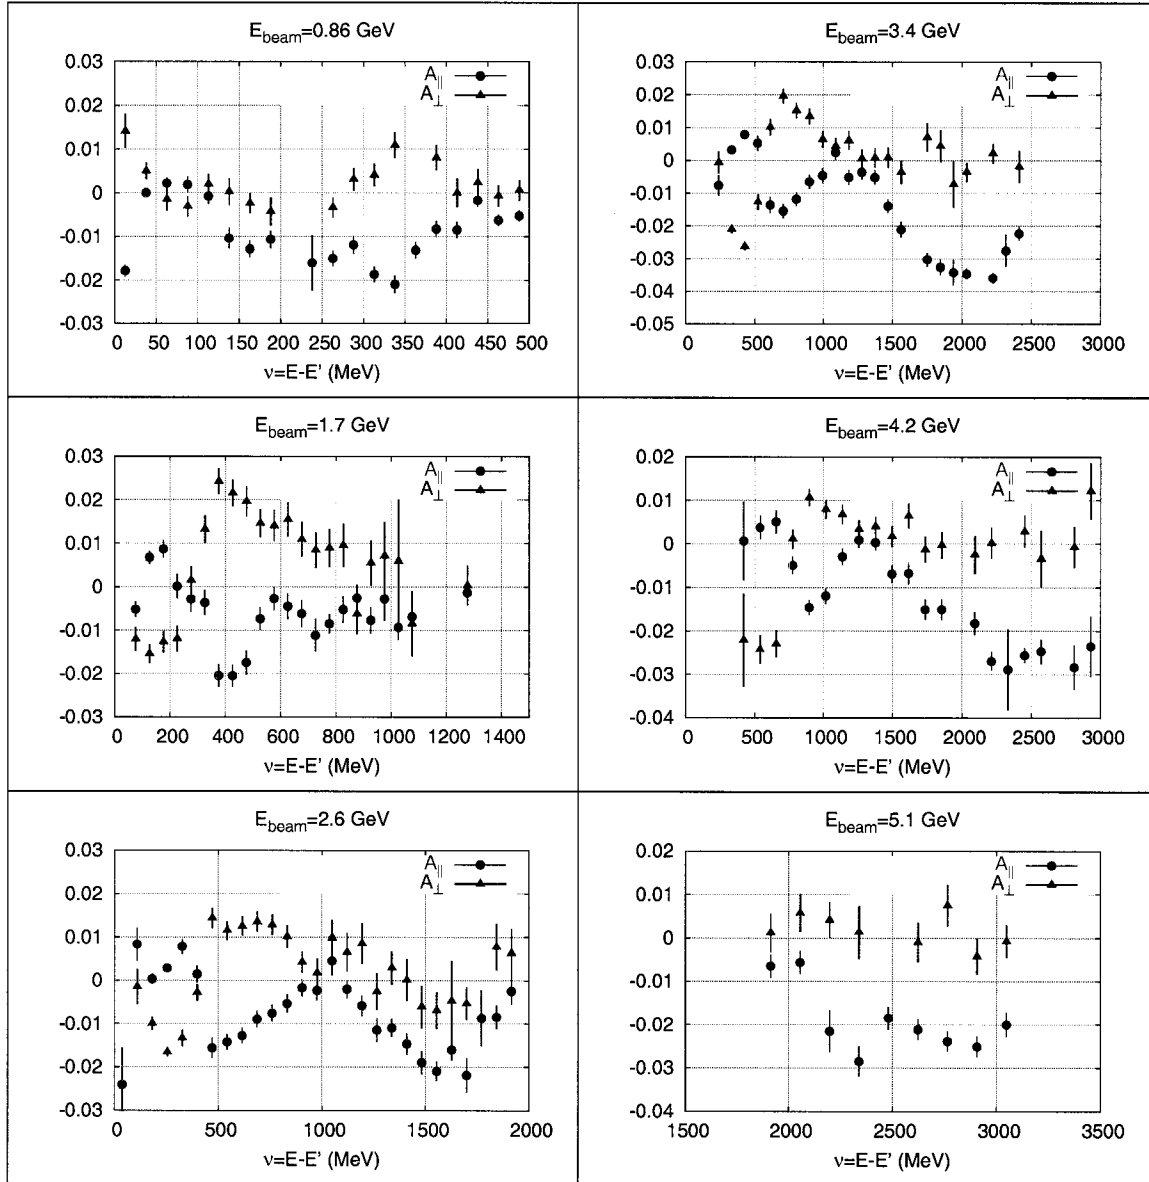 E_beam=0.86 GeV
0.03
0.02
0.01
0
-0.01
-0.02
-0.03
A_||
A_⊥
0 50 100 150 200 250 300 350 400 450 500
ν=E-E' (MeV)
E_beam=3.4 GeV
0.03
0.02
0.01
0
-0.01
-0.02
-0.03
-0.04
-0.05
A_||
A_⊥
0 500 1000 1500 2000 2500 3000
ν=E-E' (MeV)
E_beam=1.7 GeV
0.03
0.02
0.01
0
-0.01
-0.02
-0.03
A_||
A_⊥
0 200 400 600 800 1000 1200 1400
ν=E-E' (MeV)
E_beam=4.2 GeV
0.02
0.01
0
-0.01
-0.02
-0.03
-0.04
A_||
A_⊥
0 500 1000 1500 2000 2500 3000
ν=E-E' (MeV)
E_beam=2.6 GeV
0.03
0.02
0.01
0
-0.01
-0.02
-0.03
A_||
A_⊥
0 500 1000 1500 2000
ν=E-E' (MeV)
E_beam=5.1 GeV
0.02
0.01
0
-0.01
-0.02
-0.03
-0.04
A_||
A_⊥
1500 2000 2500 3000 3500
ν=E-E' (MeV)